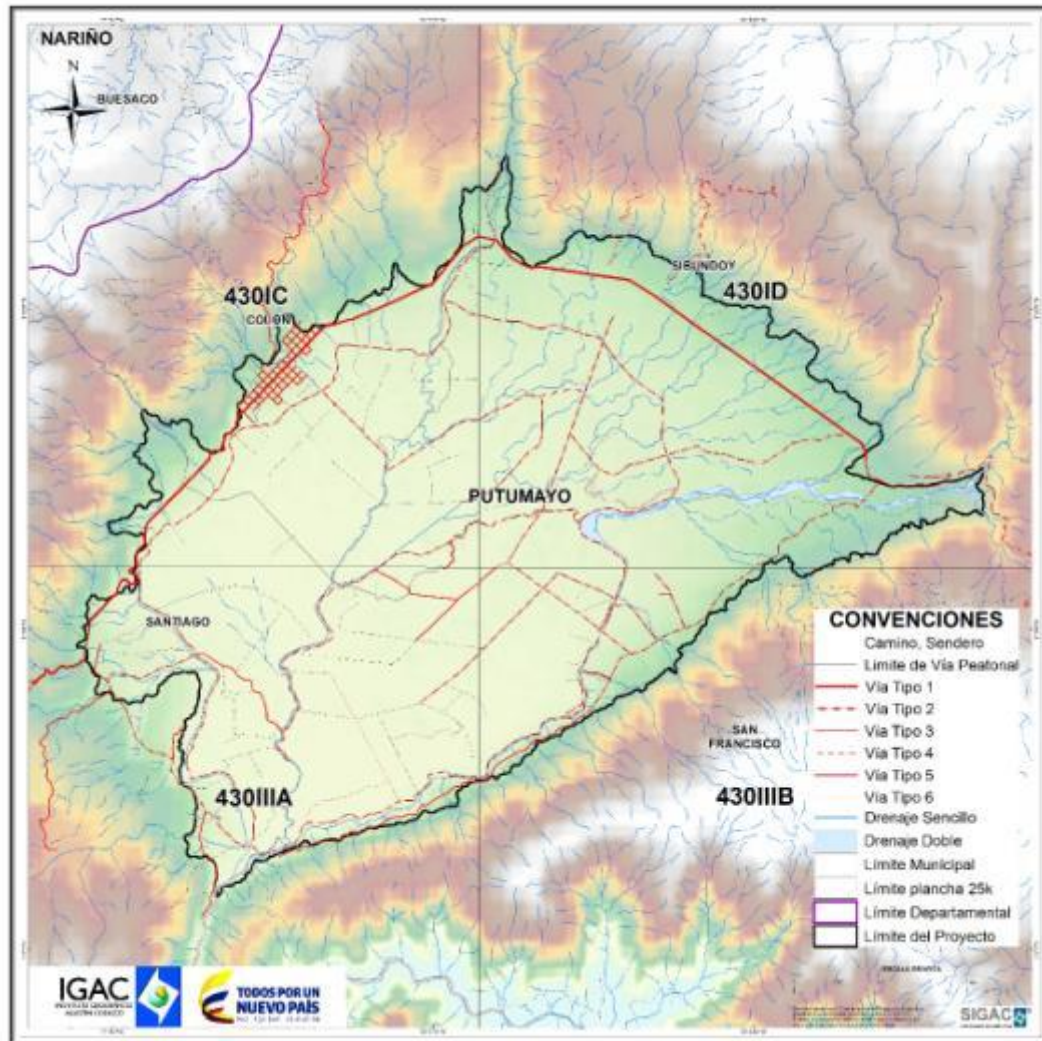 NARIÑO
N
BUESACO
430IC
COLÓN
SIBUNDOY
430ID
PUTUMAYO
SANTIAGO
SAN
FRANCISCO
430IIIA
430IIIB
CONVENCIONES
Camino, Sendero
Limite de Vía Peatonal
Vía Tipo 1
Vía Tipo 2
Vía Tipo 3
Vía Tipo 4
Vía Tipo 5
Vía Tipo 6
Drenaje Sencillo
Drenaje Doble
Límite Municipal
Límite plancha 25k
Límite Departamental
Límite del Proyecto
IGAC
TODOS POR UN
NUEVO PAÍS
SIGAC